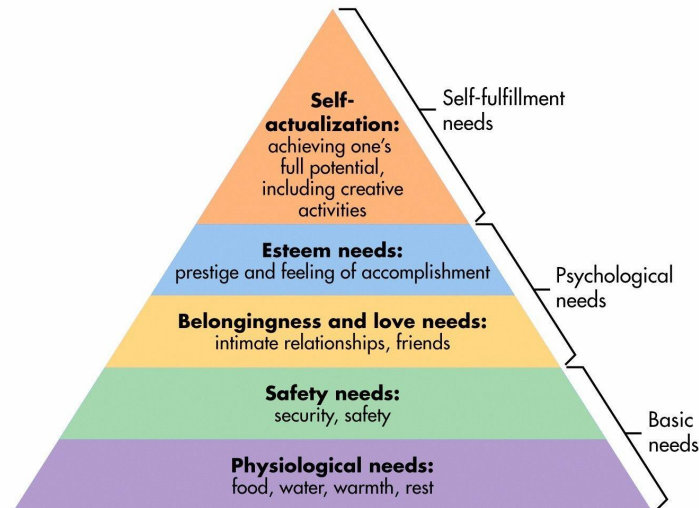 Self-
actualization:
achieving one's
full potential,
including creative
activities
Self-fulfillment
needs
Esteem needs:
prestige and feeling of accomplishment
Psychological
needs
Belongingness and love needs:
intimate relationships, friends
Safety needs:
security, safety
Basic
needs
Physiological needs:
food, water, warmth, rest